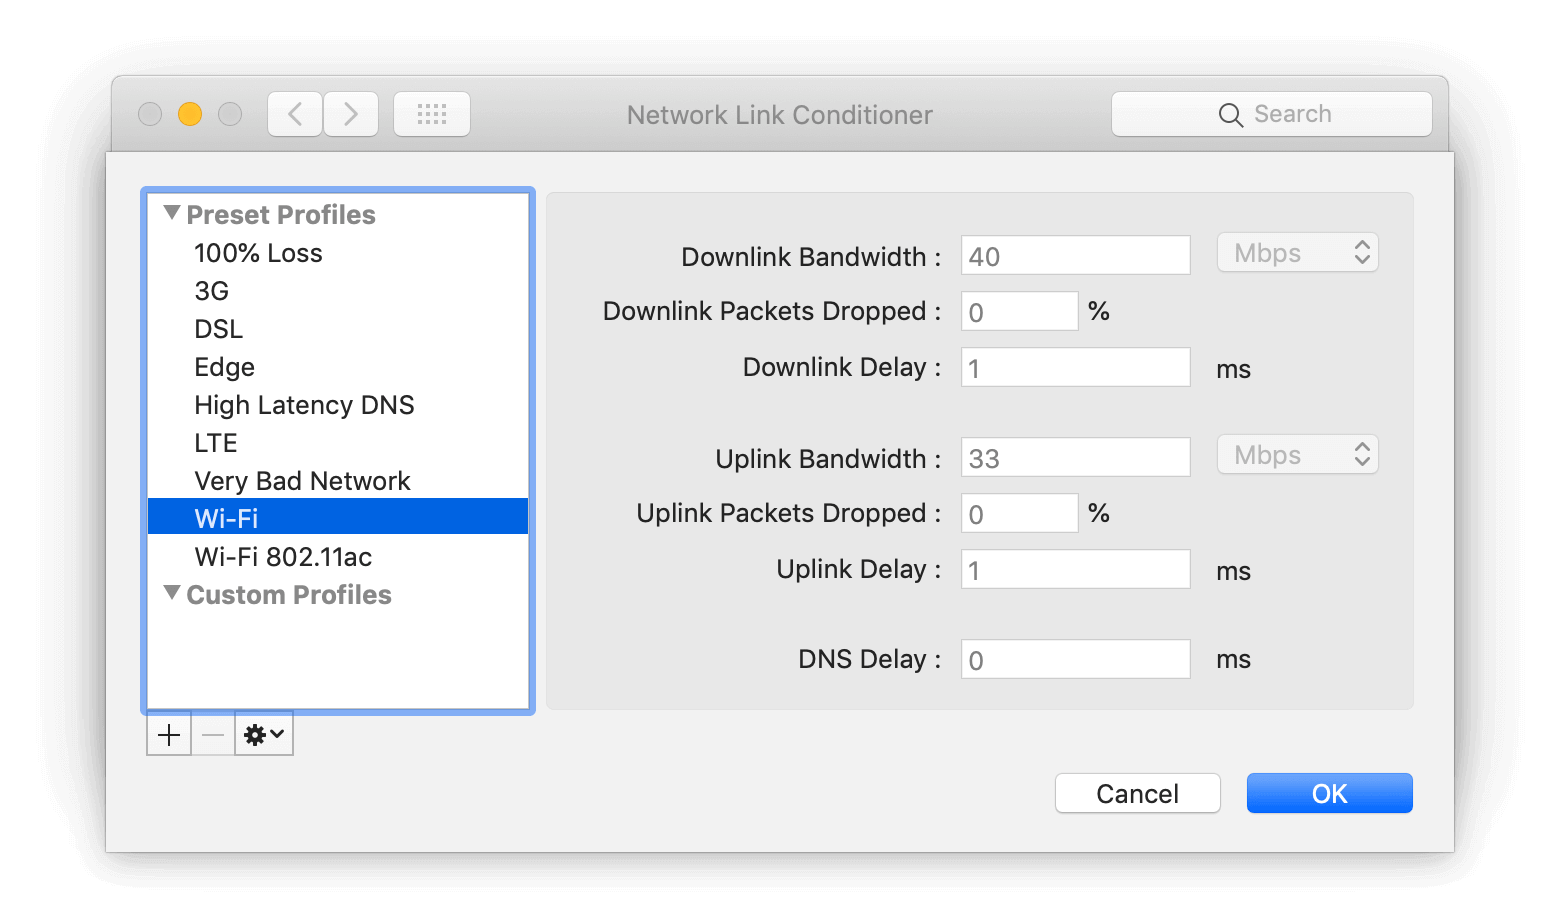 Network Link Conditioner
Search
Preset Profiles
100% Loss
3G
DSL
Edge
High Latency DNS
LTE
Very Bad Network
Wi-Fi
Wi-Fi 802.11ac
Custom Profiles
Downlink Bandwidth : 40 Mbps
Downlink Packets Dropped : 0 %
Downlink Delay : 1 ms
Uplink Bandwidth : 33 Mbps
Uplink Packets Dropped : 0 %
Uplink Delay : 1 ms
DNS Delay : 0 ms
Cancel
OK